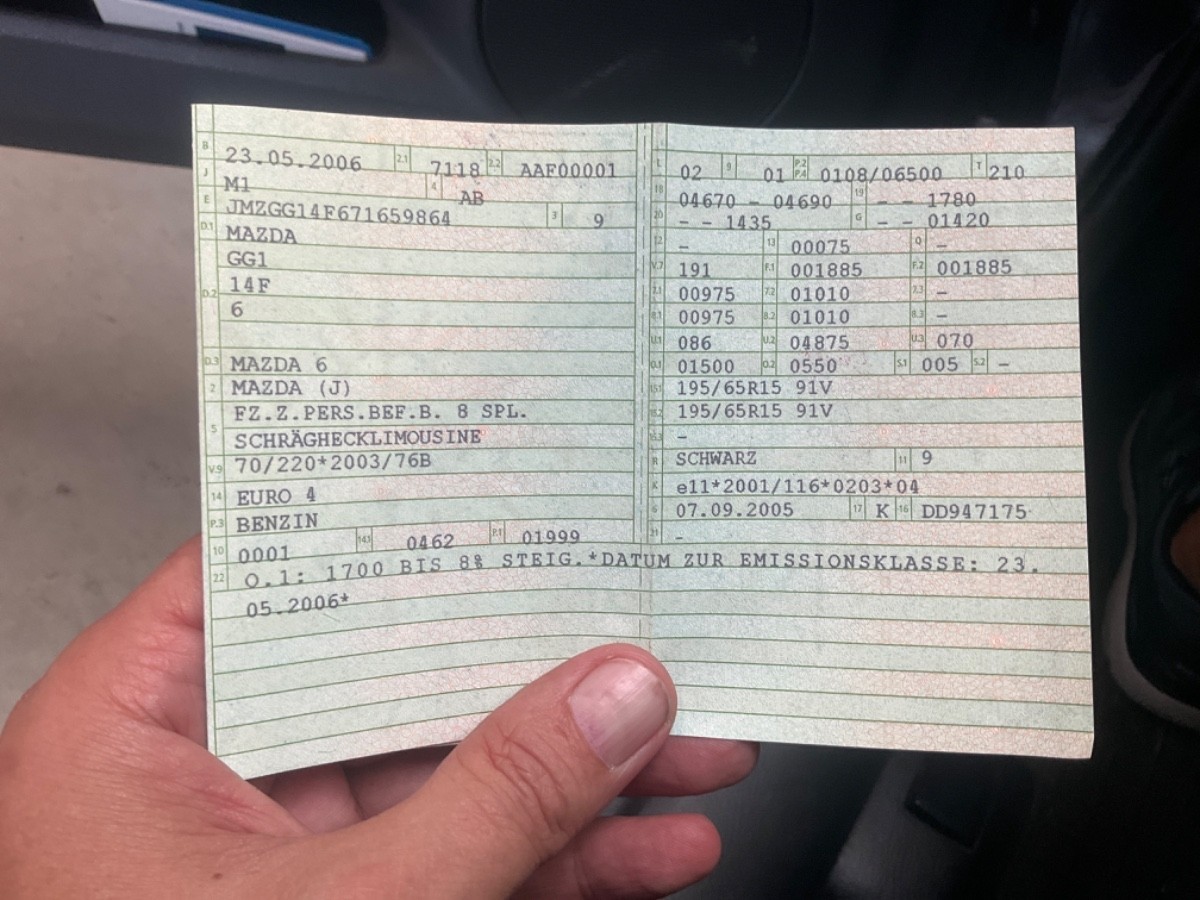 B 23.05.2006 2.1 7118 2.2 AAF00001
J M1 4 AB
E JMZGG14F671659864 3 9
D.1 MAZDA
GG1
D.2 14F
6
D.3 MAZDA 6
2 MAZDA (J)
5 FZ.Z.PERS.BEF.B. 8 SPL.
SCHRÄGHECKLIMOUSINE
V.9 70/220*2003/76B
14 EURO 4
P.3 BENZIN
10 0001 14.1 0462 P.1 01999
L 02 9 01 P.2 P.4 0108/06500 T 210
18 04670 - 04690 19 - - 1780
20 - - 1435 G - - 01420
12 - 13 00075 Q -
V.7 191 F.1 001885 F.2 001885
7.1 00975 7.2 01010 7.3 -
8.1 00975 8.2 01010 8.3 -
U.1 086 U.2 04875 U.3 070
O.1 01500 O.2 0550 S.1 005 S.2 -
15.1 195/65R15 91V
15.2 195/65R15 91V
15.3 -
R SCHWARZ 11 9
K e11*2001/116*0203*04
6 07.09.2005 17 K 16 DD947175
21 -
22 O.1: 1700 BIS 8% STEIG.*DATUM ZUR EMISSIONSKLASSE: 23.
05.2006*